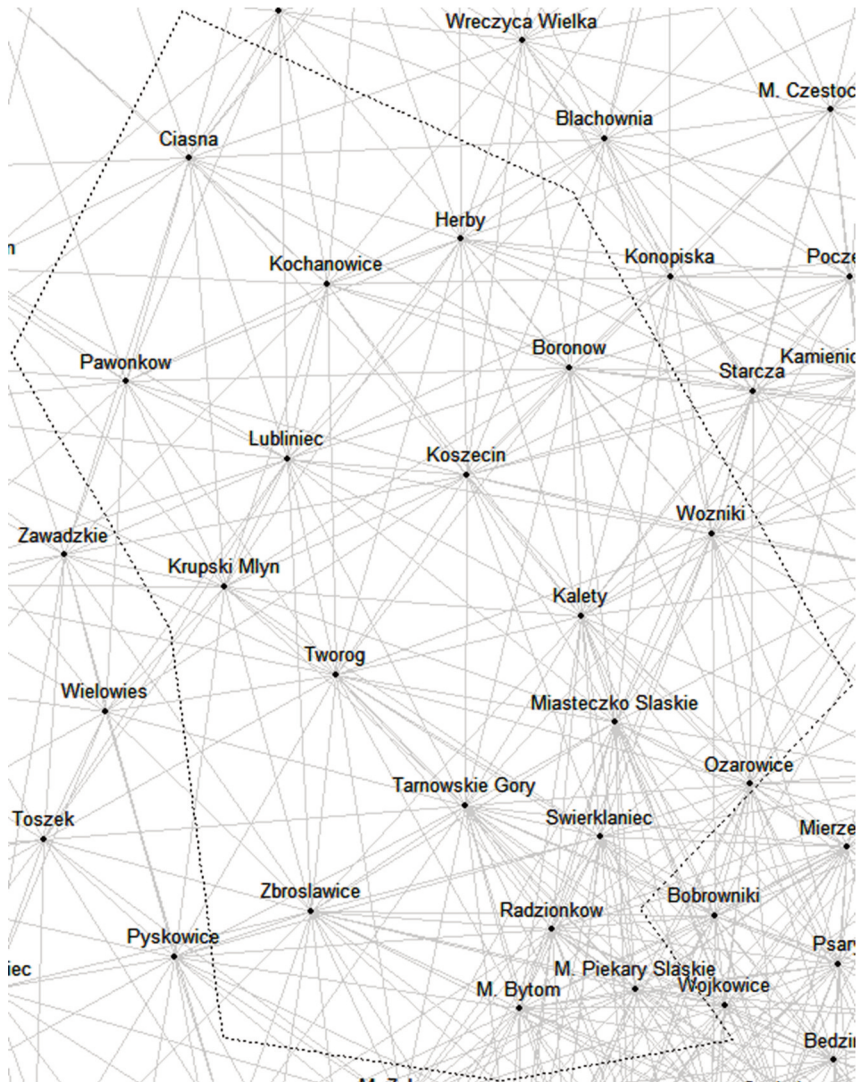 Wreczyca Wielka
M. Czestoc
Blachownia
Ciasna
Herby
Kochanowice
Konopiska
Pocze
Boronow
Pawonkow
Starcza
Kamienic
Lubliniec
Koszecin
Wozniki
Zawadzkie
Krupski Mlyn
Kalety
Tworog
Wielowies
Miasteczko Slaskie
Ozarowice
Tarnowskie Gory
Toszek
Swierklaniec
Mierze
Zbroslawice
Bobrowniki
Radzionkow
Pyskowice
Psary
iec
M. Piekary Slaskie
Wojkowice
M. Bytom
Bedzin